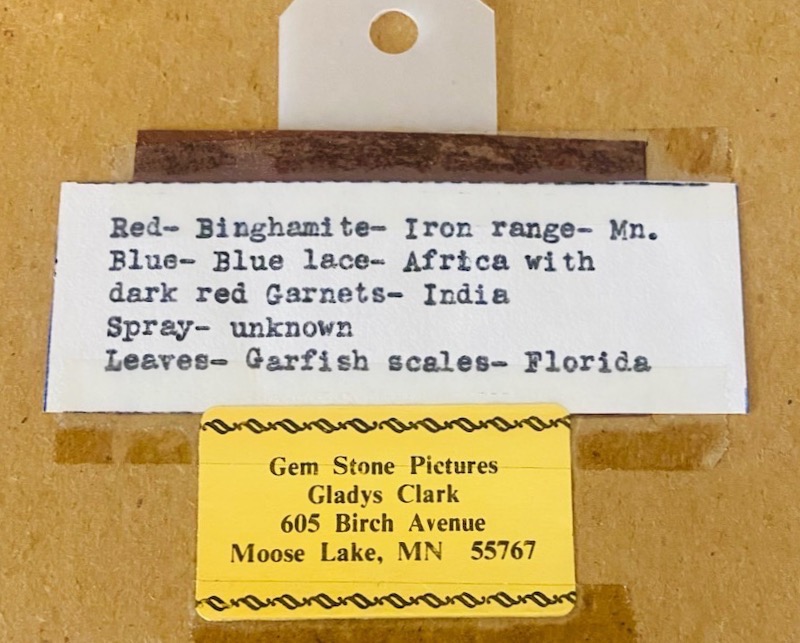 Red- Binghamite- Iron range- Mn.
Blue- Blue lace- Africa with
dark red Garnets- India
Spray- unknown
Leaves- Garfish scales- Florida
Gem Stone Pictures
Gladys Clark
605 Birch Avenue
Moose Lake, MN 55767